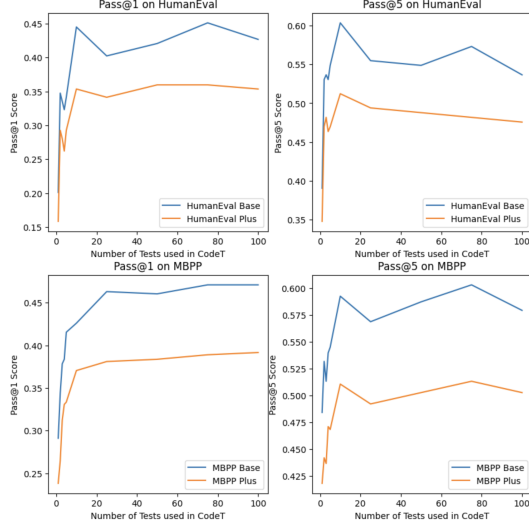 Pass@1 on HumanEval
0.45
0.40
0.35
0.30
0.25
0.20
0.15
Pass@1 Score
HumanEval Base
HumanEval Plus
0 20 40 60 80 100
Number of Tests used in CodeT
Pass@5 on HumanEval
0.60
0.55
0.50
0.45
0.40
0.35
Pass@5 Score
HumanEval Base
HumanEval Plus
0 20 40 60 80 100
Number of Tests used in CodeT
Pass@1 on MBPP
0.45
0.40
0.35
0.30
0.25
Pass@1 Score
MBPP Base
MBPP Plus
0 20 40 60 80 100
Number of Tests used in CodeT
Pass@5 on MBPP
0.600
0.575
0.550
0.525
0.500
0.475
0.450
0.425
Pass@5 Score
MBPP Base
MBPP Plus
0 20 40 60 80 100
Number of Tests used in CodeT